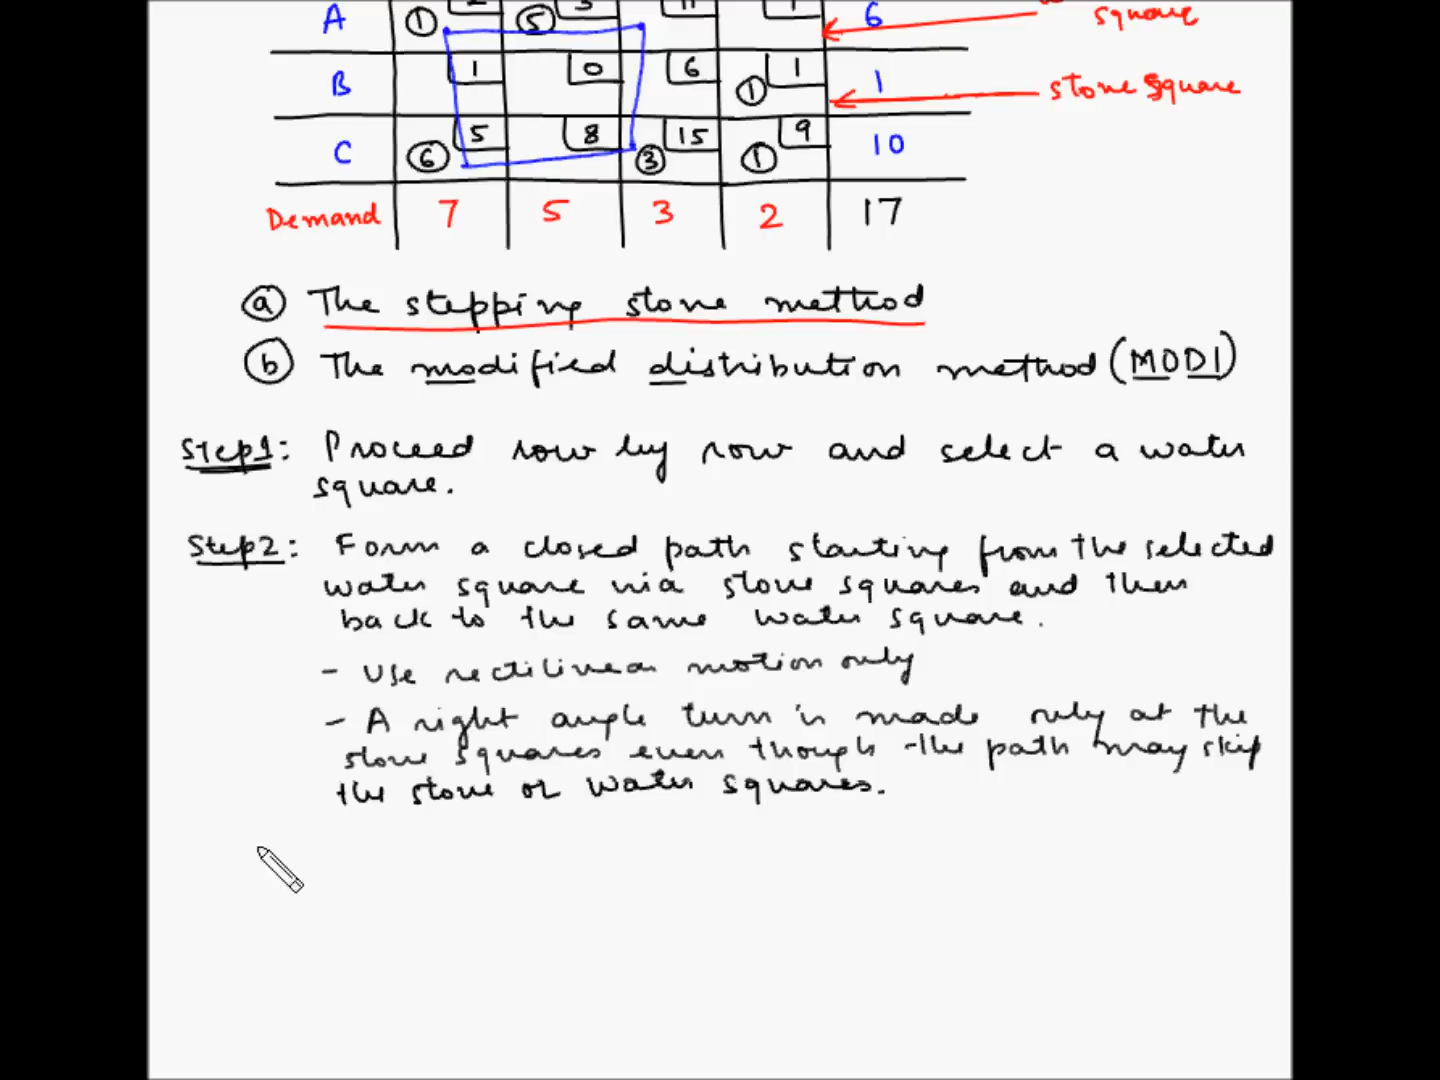 square
A ① ⑤ 6
B 1 0 6 ① 1 1 stone square
C ⑥ 5 8 ③ 15 ① 9 10
Demand 7 5 3 2 17
ⓐ The stepping stone method
ⓑ The modified distribution method (MODI)
Step1: Proceed row by row and select a water
square.
Step2: Form a closed path starting from the selected
water square via stone squares and then
back to the same water square.
- Use rectilinear motion only
- A right angle turn is made only at the
stone squares even though the path may skip
the stone or water squares.